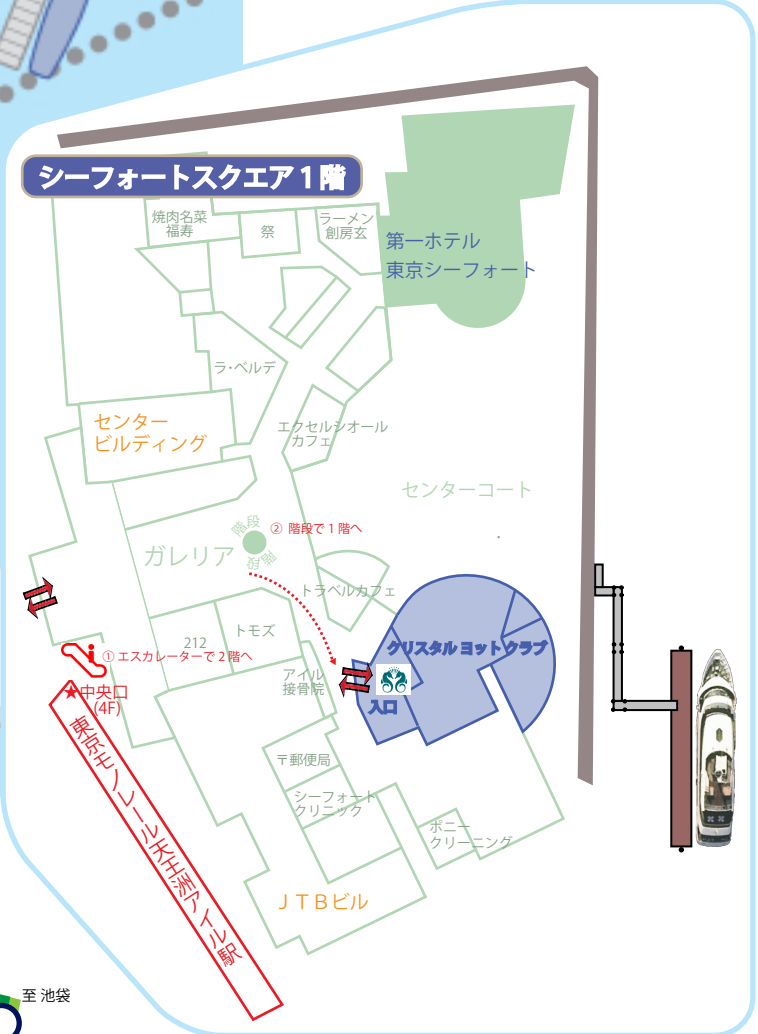 シーフォートスクエア1階
焼肉名菜
福寿
祭
ラーメン
創房玄
第一ホテル
東京シーフォート
ラ・ベルデ
センター
ビルディング
エクセルシオール
カフェ
センターコート
階段
② 階段で1階へ
ガレリア
階段
トラベルカフェ
212
トモズ
① エスカレーターで2階へ
クリスタル ヨット クラブ
アイル
接骨院
入口
★中央口
(4F)
東京モノレール天王洲アイル駅
〒郵便局
シーフォート
クリニック
ポニー
クリーニング
JTBビル
至 池袋